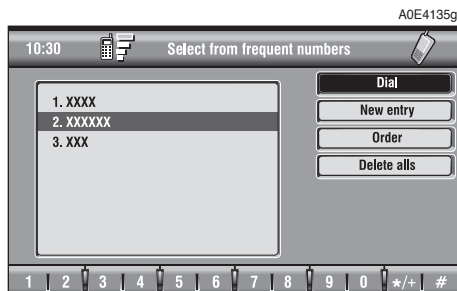 A0E4135g
10:30 Select from frequent numbers
1. XXXX
2. XXXXXX
3. XXX
Dial
New entry
Order
Delete alls
1 2 3 4 5 6 7 8 9 0 */+ #